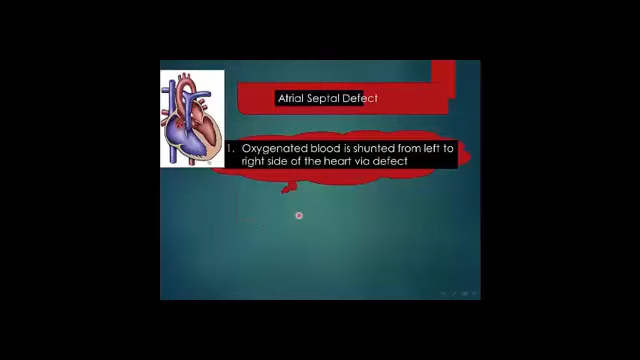 Atrial Septal Defect
1. Oxygenated blood is shunted from left to
right side of the heart via defect